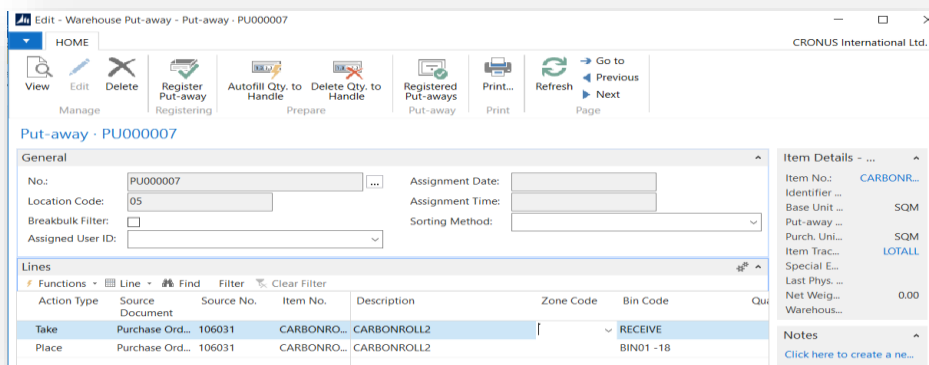 Edit - Warehouse Put-away - Put-away · PU000007
HOME
CRONUS International Ltd.
View
Edit
Delete
Register Put-away
Autofill Qty. to Handle
Delete Qty. to Handle
Registered Put-aways
Print...
Refresh
Go to
Previous
Next
Manage
Registering
Prepare
Put-away
Print
Page
Put-away · PU000007
General
No.: PU000007 ...
Location Code: 05
Breakbulk Filter:
Assigned User ID:
Assignment Date:
Assignment Time:
Sorting Method:
Lines
Functions Line Find Filter Clear Filter
Action Type Source Document Source No. Item No. Description Zone Code Bin Code Qua
Take Purchase Ord... 106031 CARBONRO... CARBONROLL2 RECEIVE
Place Purchase Ord... 106031 CARBONRO... CARBONROLL2 BIN01 -18
Item Details - ...
Item No.: CARBONR...
Identifier ...
Base Unit ... SQM
Put-away ...
Purch. Uni... SQM
Item Trac... LOTALL
Special E...
Last Phys. ...
Net Weig... 0.00
Warehous...
Notes
Click here to create a ne...